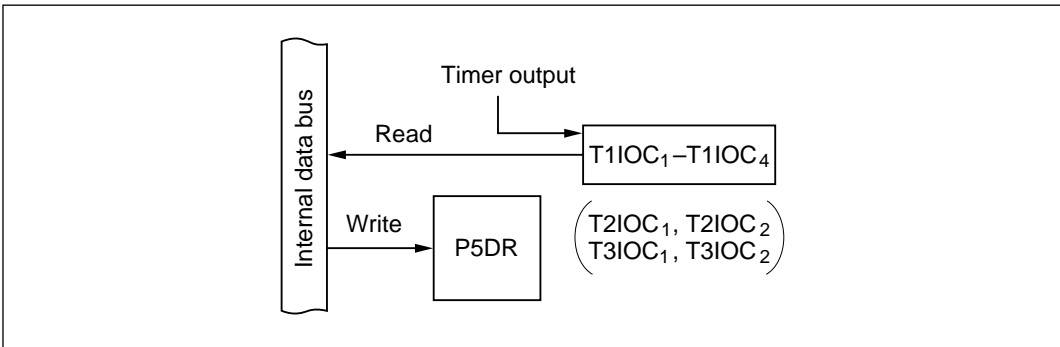 Timer output
Internal data bus
Read
T1IOC1–T1IOC4
Write
P5DR
(T2IOC1, T2IOC2
T3IOC1, T3IOC2)